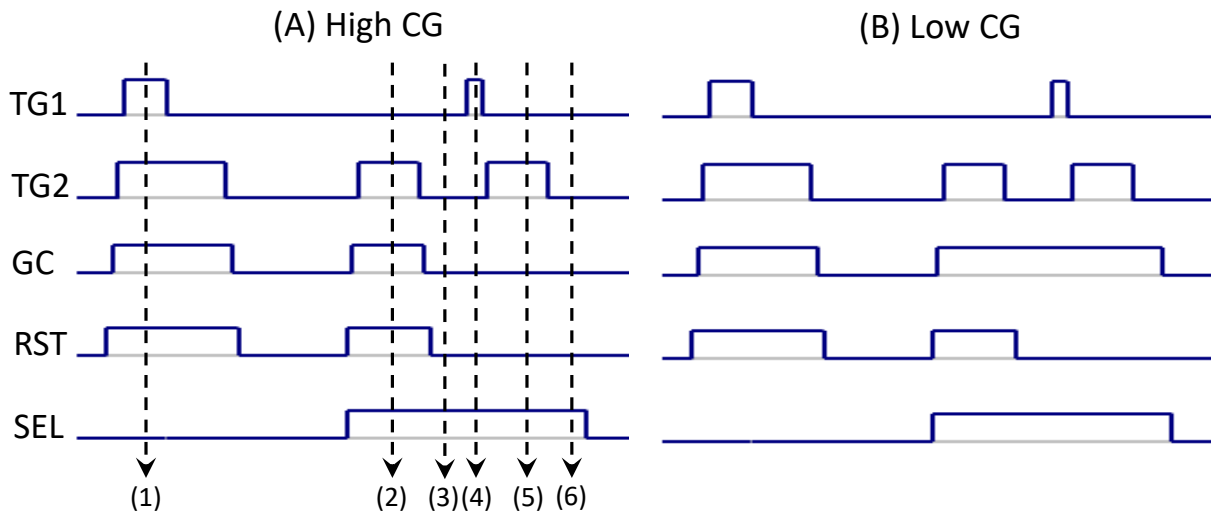 (A) High CG
(B) Low CG
TG1
TG2
GC
RST
SEL
(1)
(2)
(3)
(4)
(5)
(6)